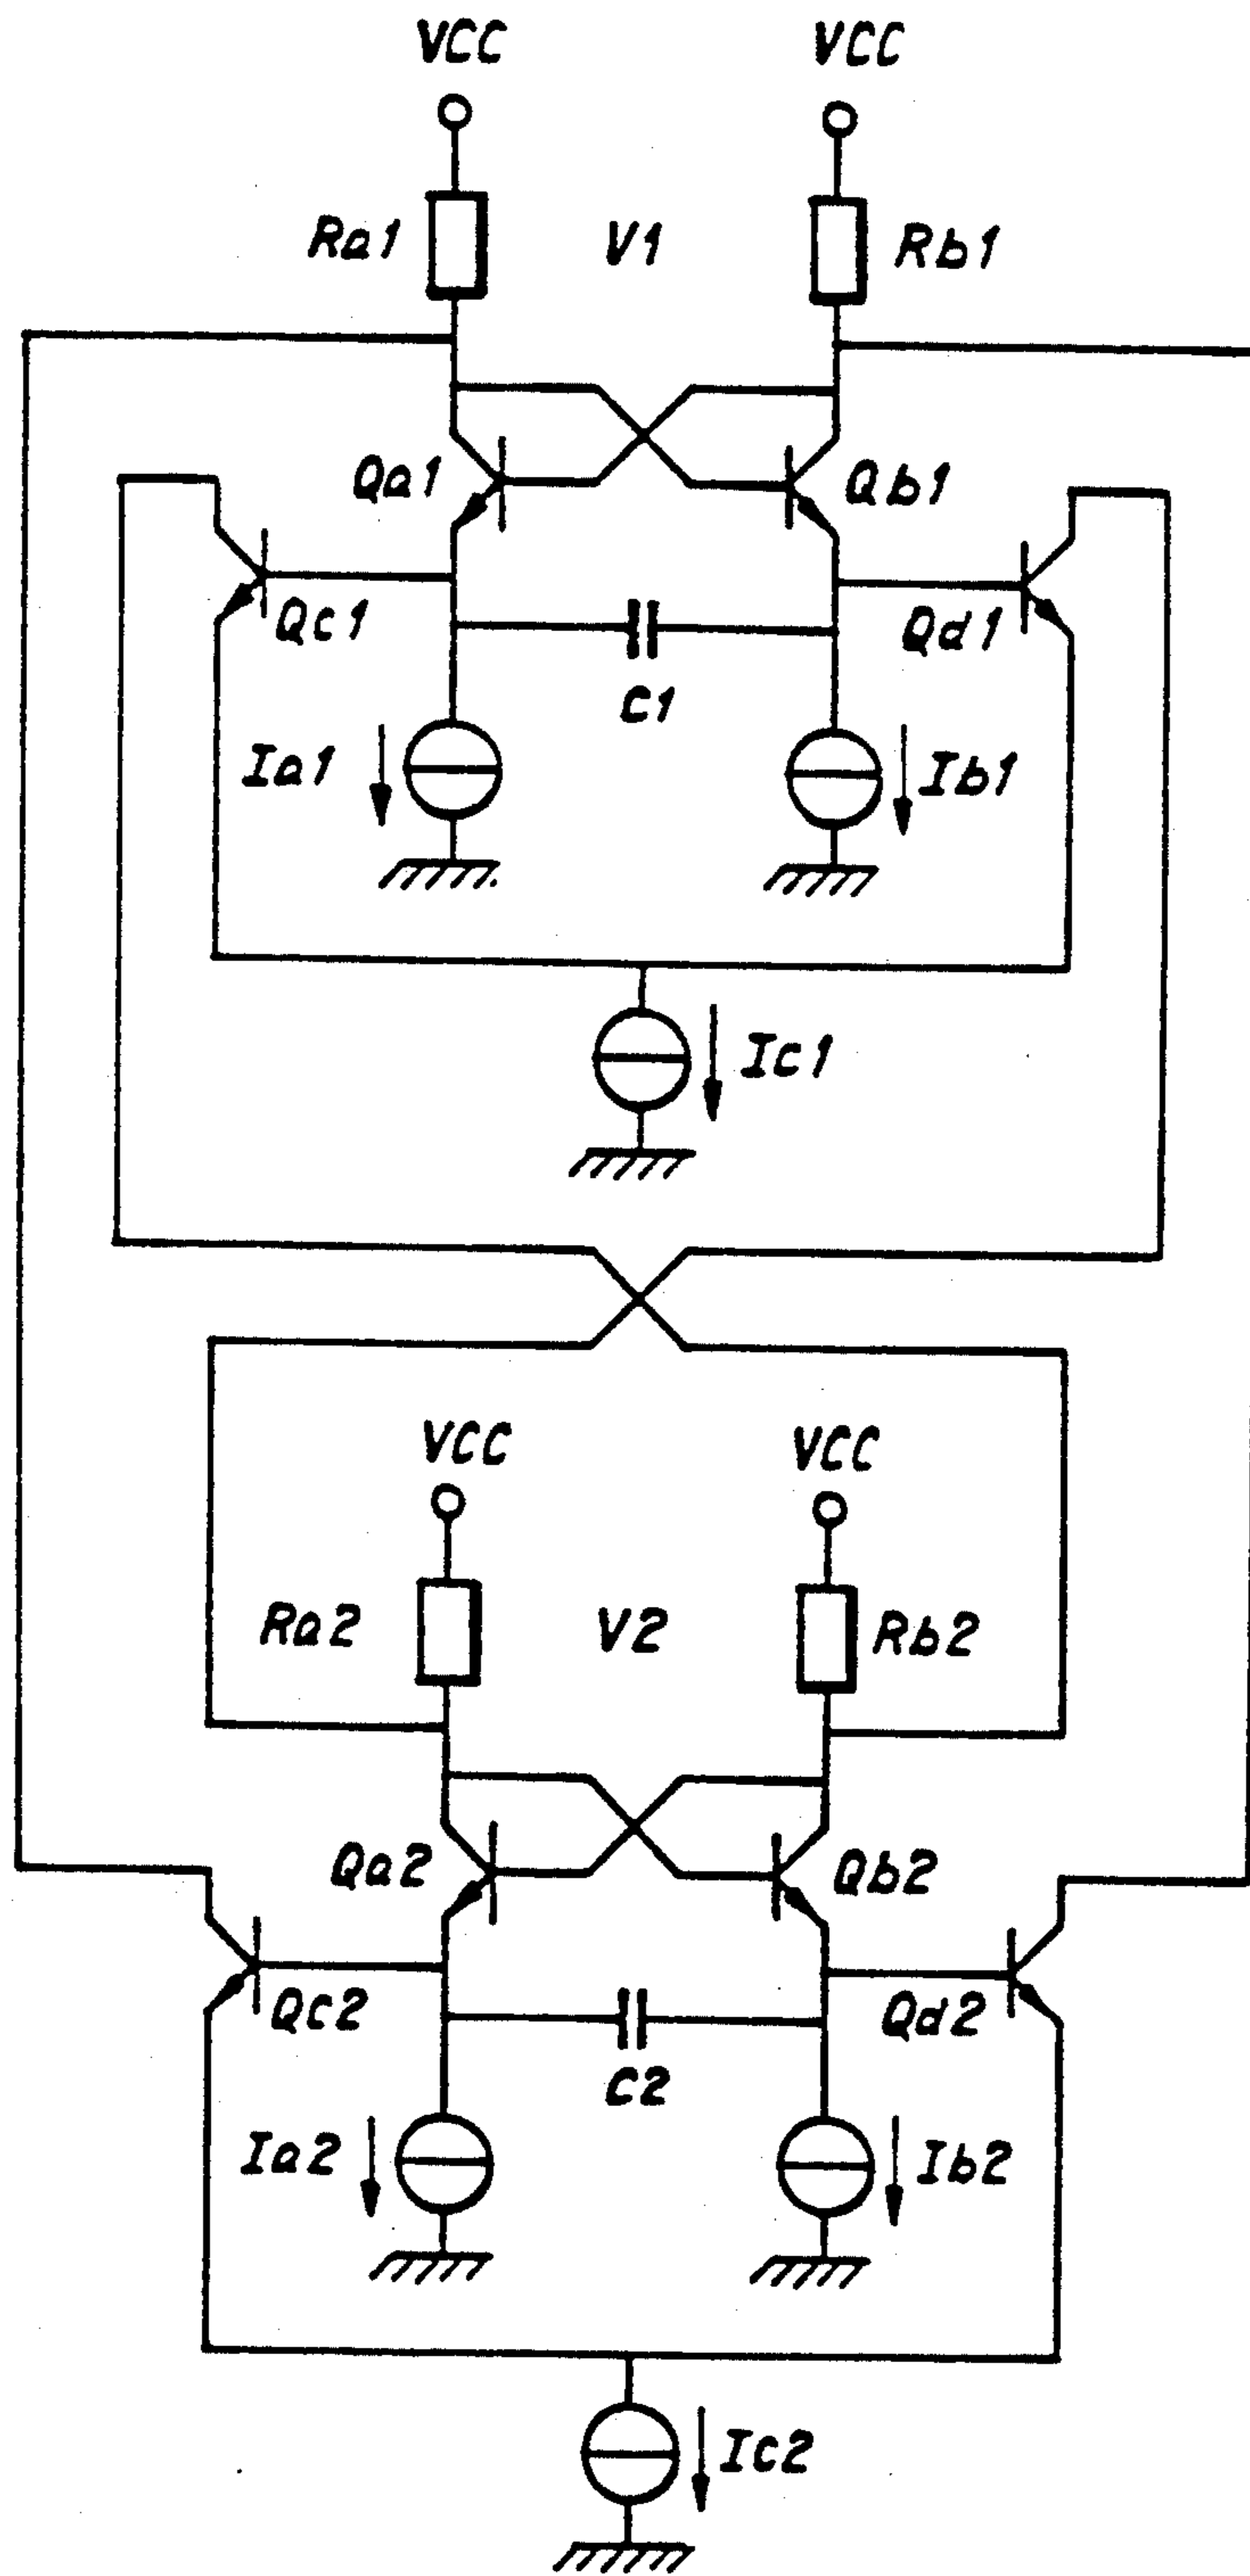 VCC VCC
Ra1 V1 Rb1
Qa1 Qb1
Qc1 Qd1
C1
Ia1 Ib1
Ic1
VCC VCC
Ra2 V2 Rb2
Qa2 Qb2
Qc2 Qd2
C2
Ia2 Ib2
Ic2